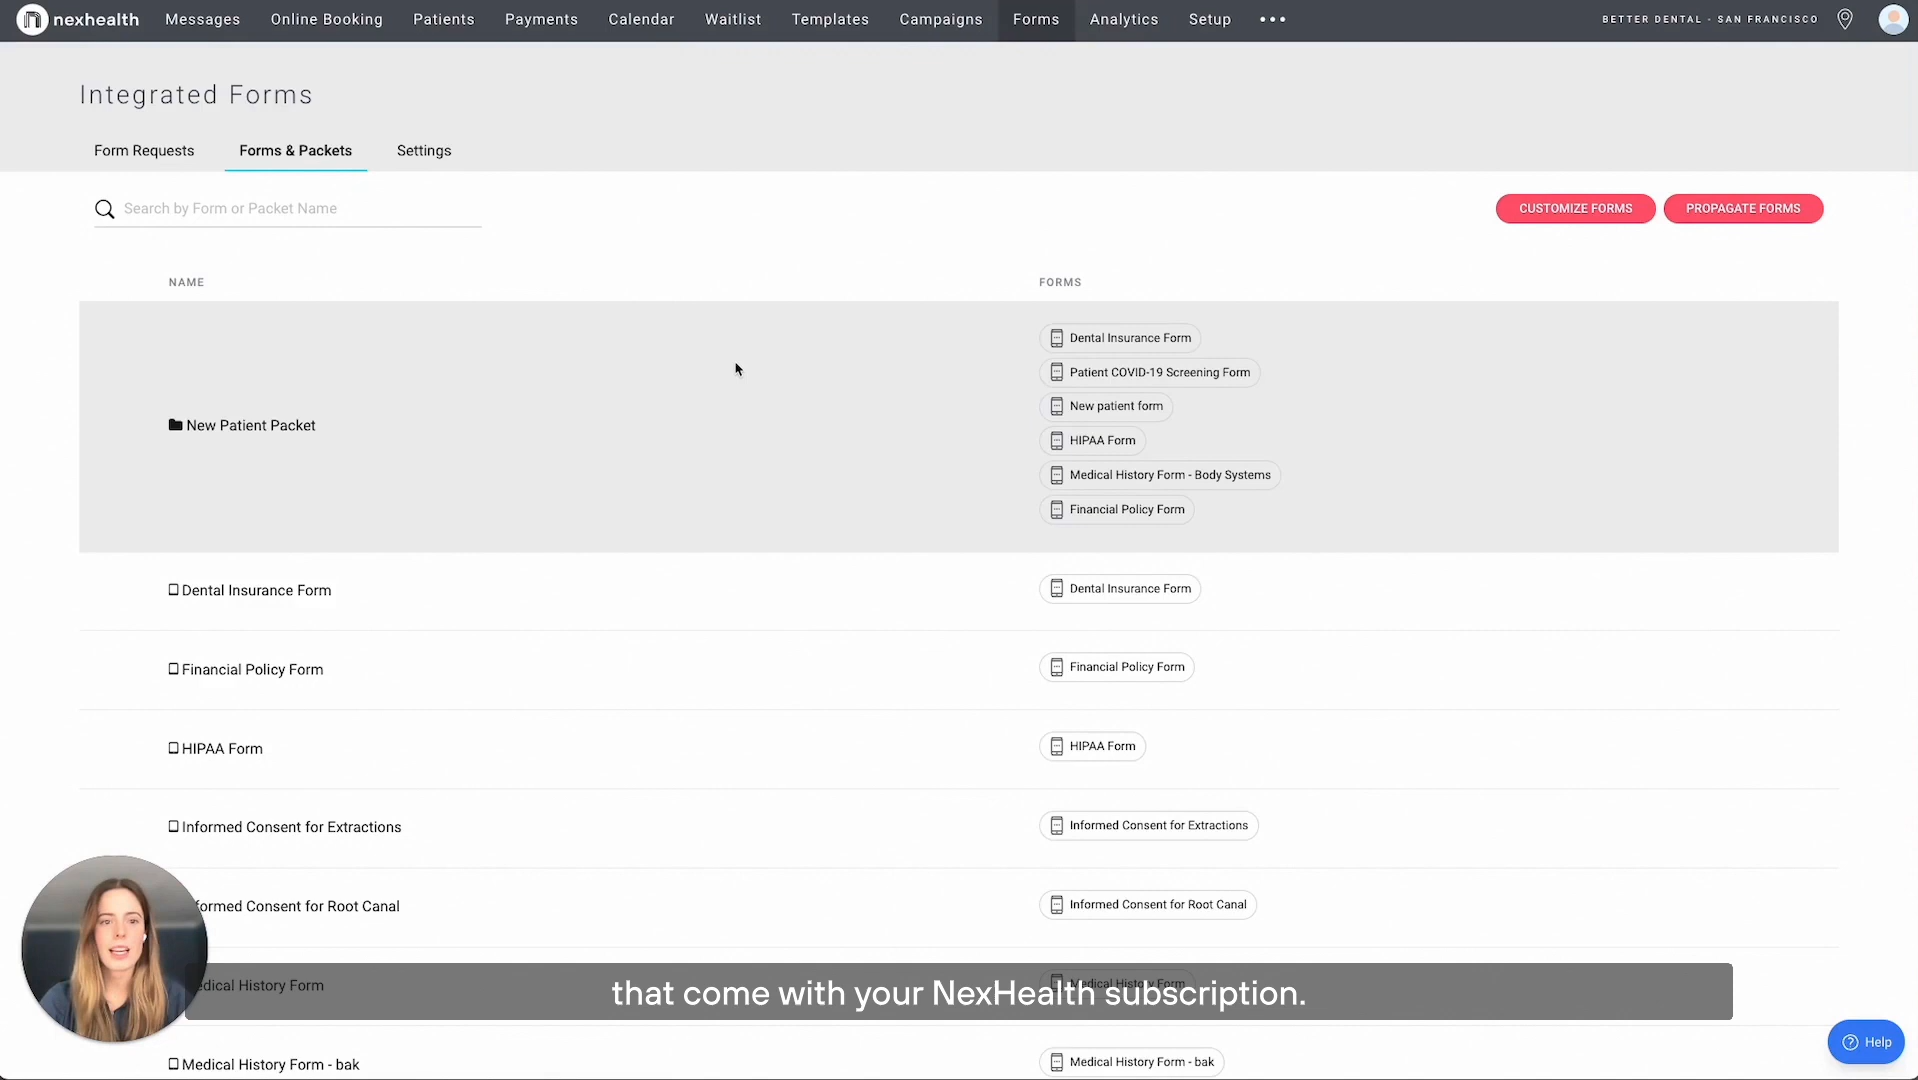 nexhealth Messages Online Booking Patients Payments Calendar Waitlist Templates Campaigns Forms Analytics Setup ••• BETTER DENTAL - SAN FRANCISCO
Integrated Forms
Form Requests Forms & Packets Settings
Search by Form or Packet Name CUSTOMIZE FORMS PROPAGATE FORMS
NAME FORMS
New Patient Packet
Dental Insurance Form
Patient COVID-19 Screening Form
New patient form
HIPAA Form
Medical History Form - Body Systems
Financial Policy Form
Dental Insurance Form Dental Insurance Form
Financial Policy Form Financial Policy Form
HIPAA Form HIPAA Form
Informed Consent for Extractions Informed Consent for Extractions
formed Consent for Root Canal Informed Consent for Root Canal
edical History Form Medical History Form
that come with your NexHealth subscription.
Help
Medical History Form - bak Medical History Form - bak